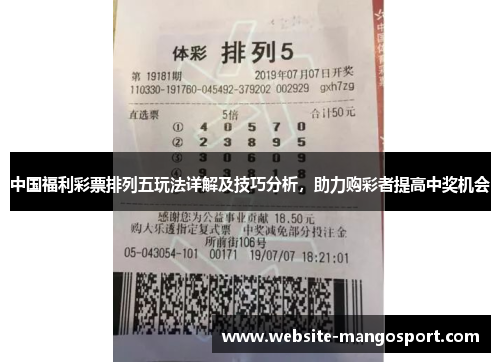 体彩 排列5
第 19181期 2019年07月07日开奖
110330-191760-045492-379202 002929 gxh7zg
直选票 5倍 合计50元
① 4 0 5 7 0
② 2 3 8 9 5
③ 3 0 6 0 9
中国福利彩票排列五玩法详解及技巧分析，助力购彩者提高中奖机会
感谢您为公益事业贡献 18.50元
购大乐透指定复式票 中奖减免部分投注金
所前街106号
05-043054-101 00171 19/07/07 18:21:01
www.website-mangosport.com